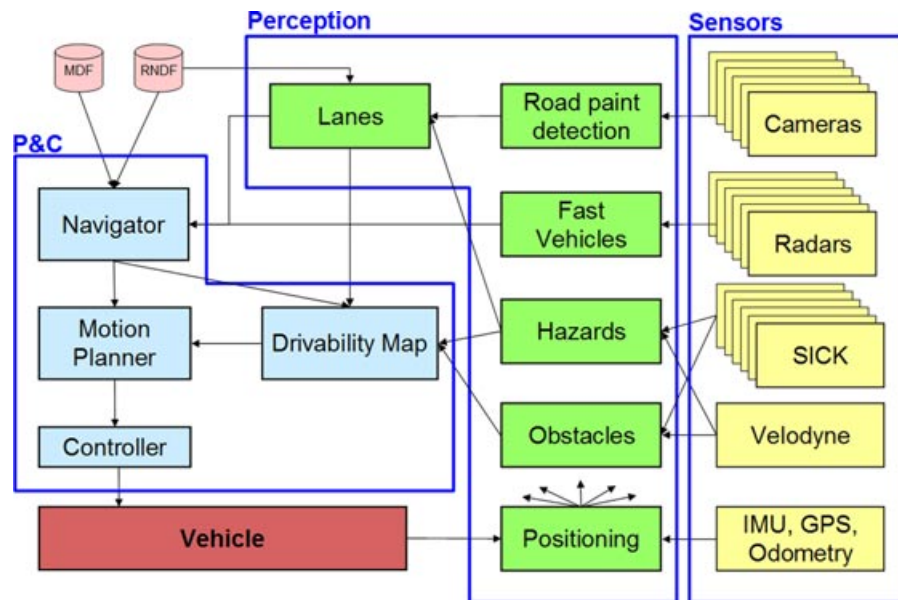 Perception
Sensors
MDF
RNDF
Lanes
Road paint
detection
Cameras
P&C
Navigator
Fast
Vehicles
Radars
Motion
Planner
Drivability Map
Hazards
SICK
Controller
Obstacles
Velodyne
Vehicle
Positioning
IMU, GPS,
Odometry